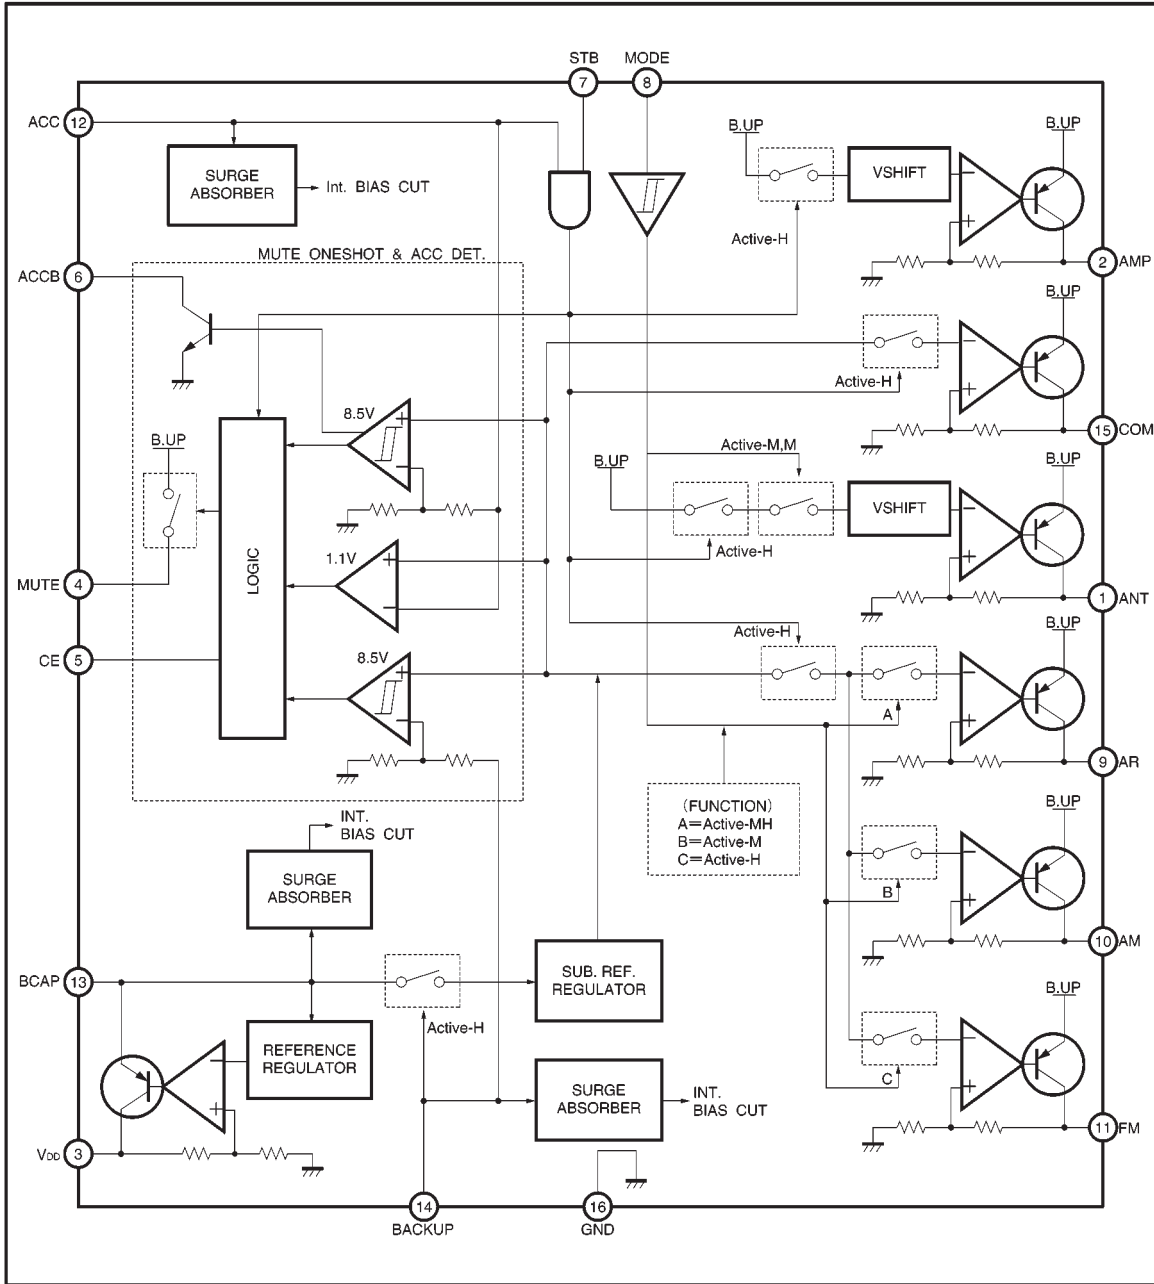 STB
MODE
7
8
ACC
12
B.UP
B.UP
SURGE
ABSORBER
Int. BIAS CUT
VSHIFT
−
+
Active-H
MUTE ONESHOT & ACC DET.
2
AMP
ACCB
6
B.UP
−
+
Active-H
8.5V
+
−
15
COM
B.UP
Active-M,M
B.UP
B.UP
VSHIFT
−
+
Active-H
LOGIC
1.1V
+
−
MUTE
4
1
ANT
Active-H
B.UP
CE
5
8.5V
+
−
−
+
A
9
AR
(FUNCTION)
A=Active-MH
B=Active-M
C=Active-H
B.UP
INT.
BIAS CUT
−
+
B
SURGE
ABSORBER
10
AM
BCAP
13
SUB. REF.
REGULATOR
B.UP
Active-H
REFERENCE
REGULATOR
−
+
−
+
C
SURGE
ABSORBER
INT.
BIAS CUT
11
FM
VDD
3
14
16
BACKUP
GND